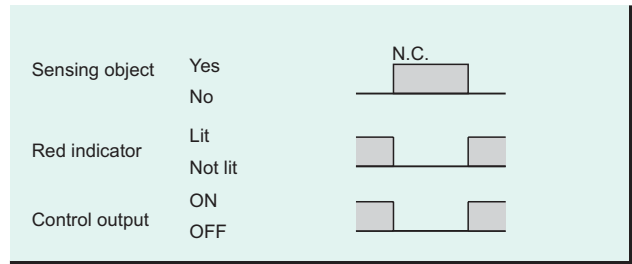 N.C.
Sensing object Yes
No
Red indicator Lit
Not lit
Control output ON
OFF